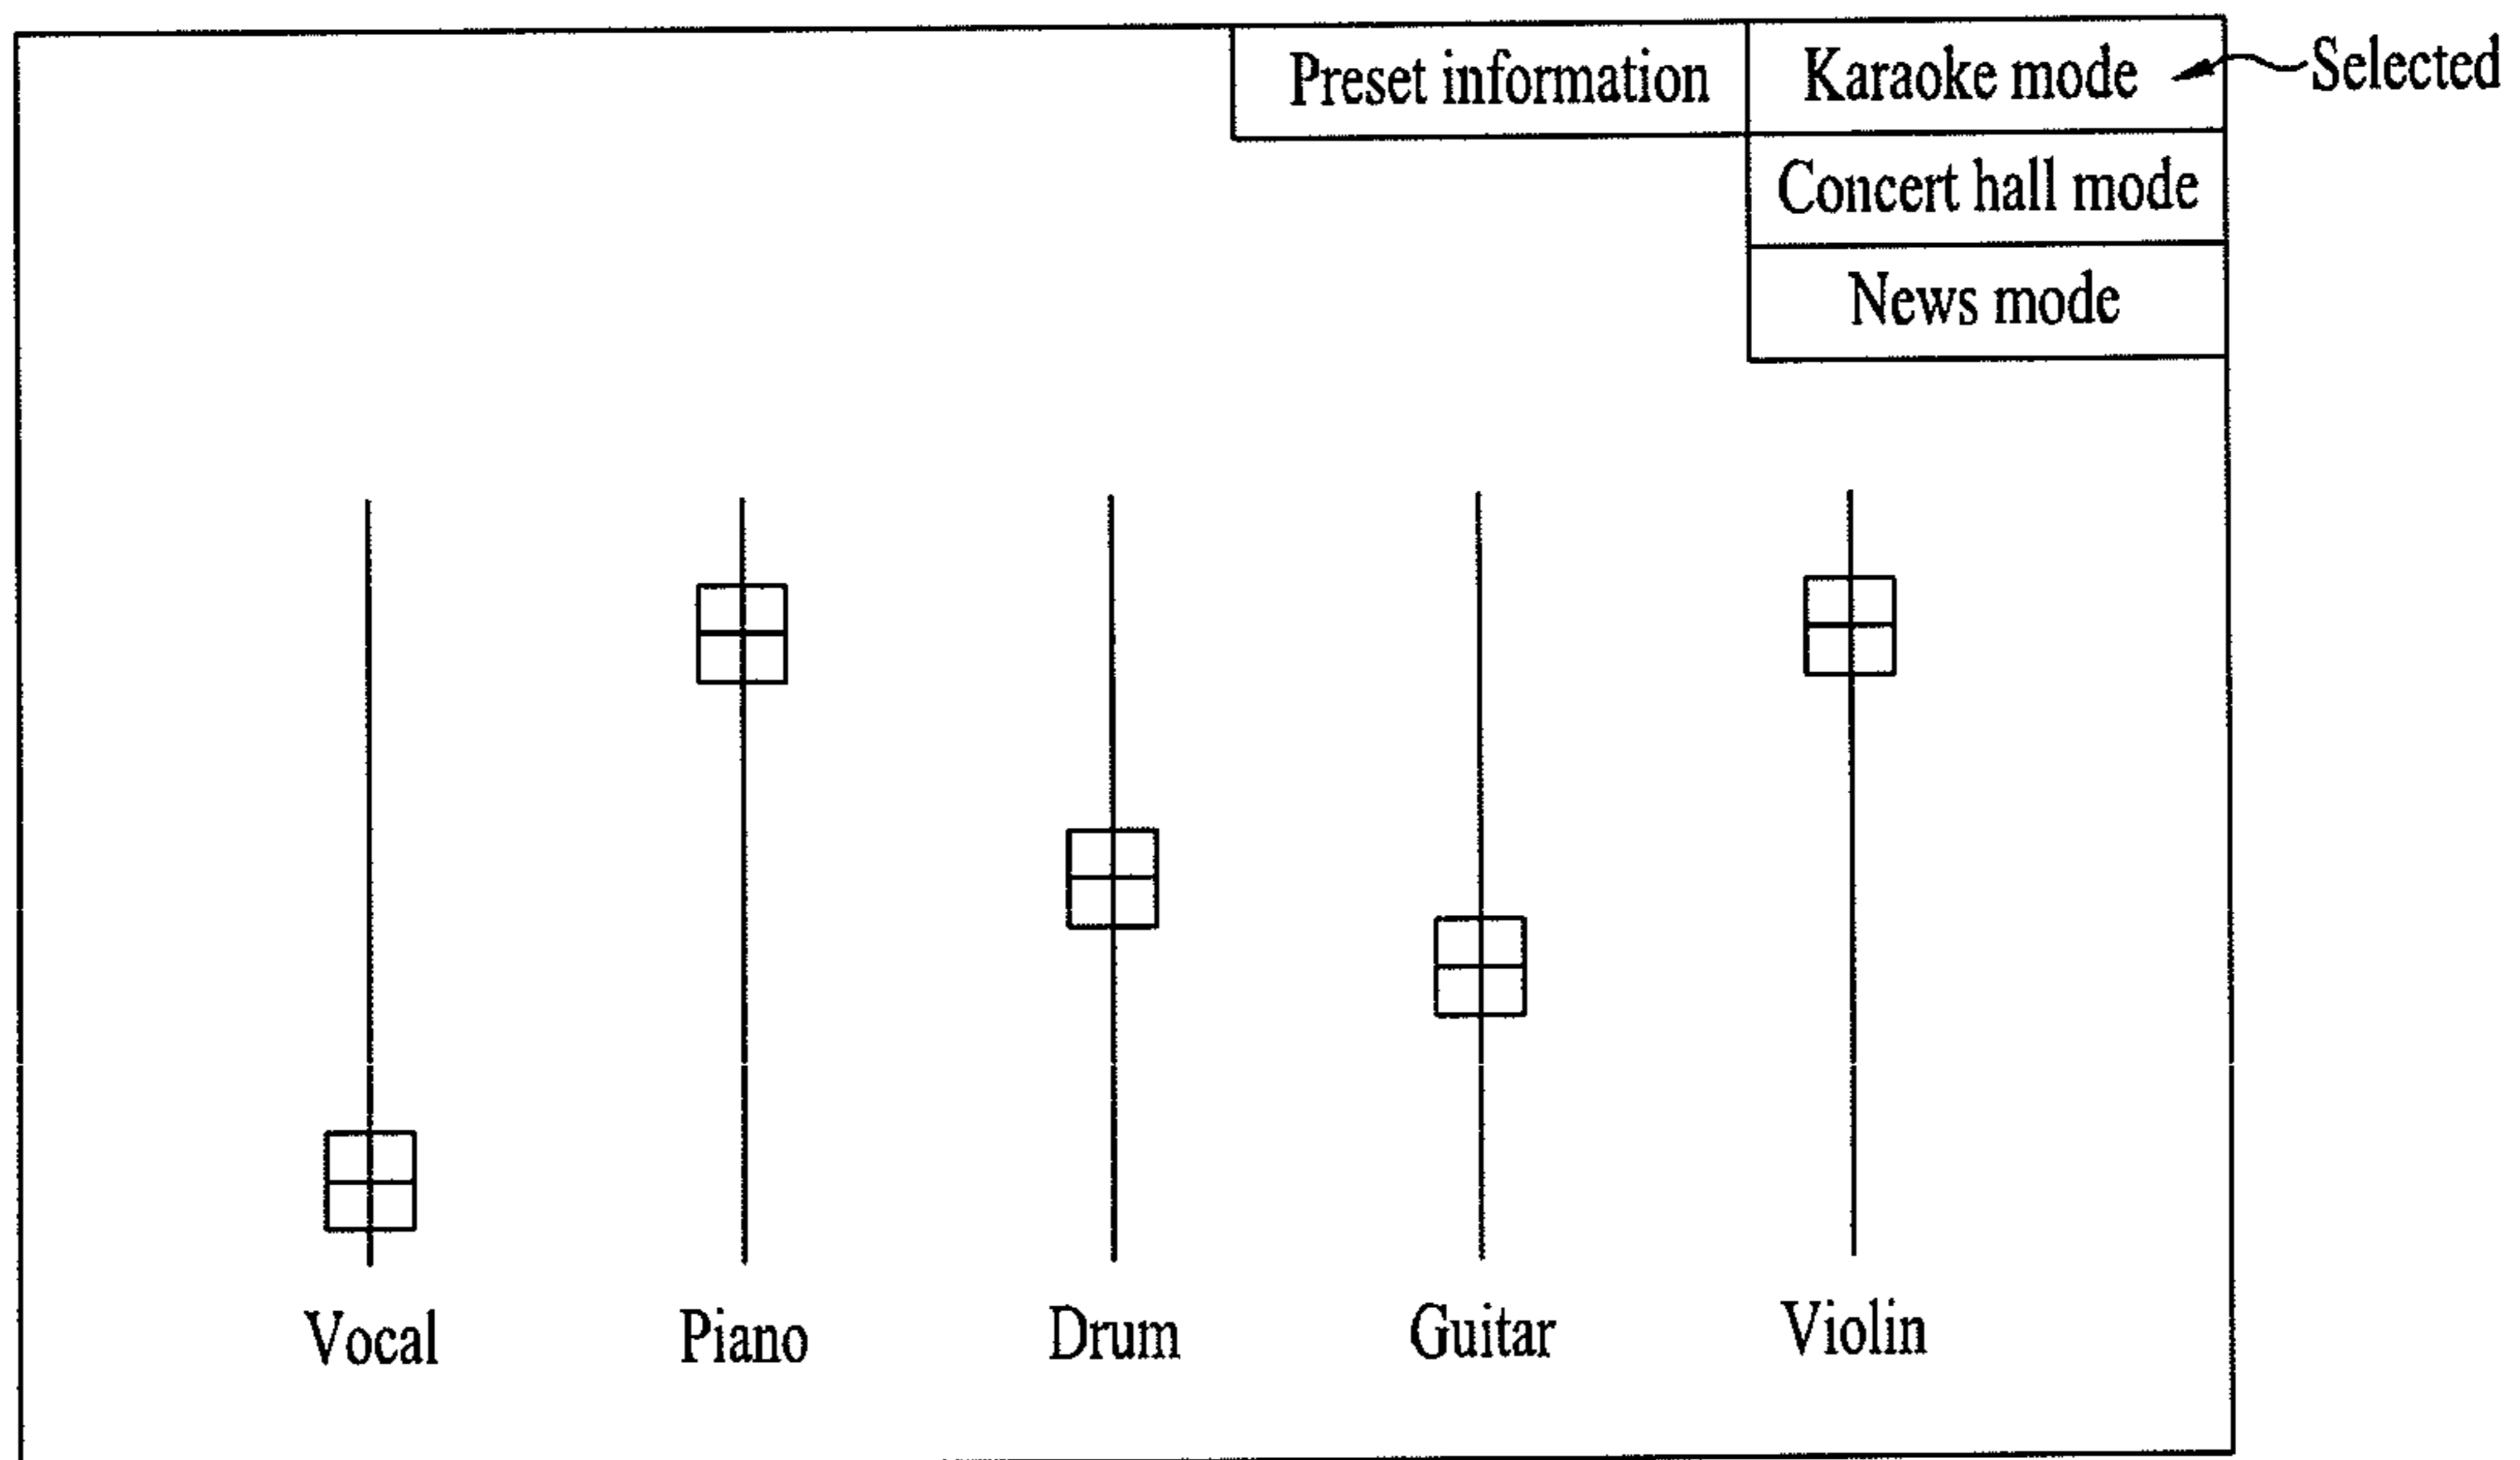 Preset information
Karaoke mode
Selected
Concert hall mode
News mode
Vocal
Piano
Drum
Guitar
Violin